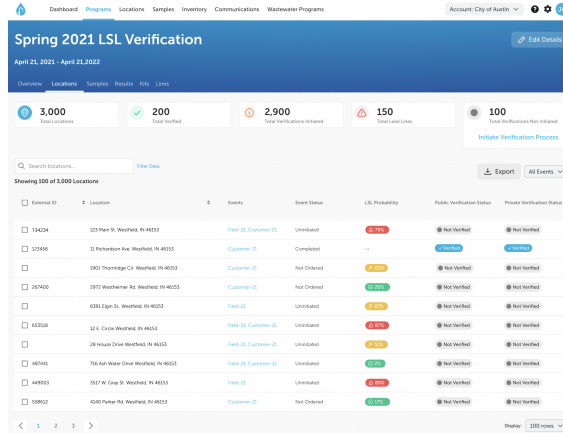 Dashboard Programs Locations Samples Inventory Communications Wastewater Programs Account: City of Austin
Spring 2021 LSL Verification
Edit Details
April 21, 2021 - April 21,2022
Overview Locations Samples Results Kits Lines
3,000 200 2,900 150 100
Total Locations Total Verified Total Verifications Initiated Total Lead Lines Total Verifications Not Initiated
Initiate Verification Process
Search locations... Filter Data Export All Events
Showing 100 of 3,000 Locations
External ID Location Events Event Status LSL Probability Public Verification Status Private Verification Status
134234 123 Main St. Westfield, IN 46153 Field-21, Customer-21 Uninitiated 79% Not Verified Not Verified
123456 11 Richardson Ave. Westfield, IN 46153 Customer-21 Completed -- Verified Verified
1901 Thornridge Cir. Westfield, IN 46153 Customer-21 Not Ordered Not Verified Not Verified
267400 2972 Westheimer Rd. Westfield, IN 46153 Customer-21 Not Ordered 20% Not Verified Not Verified
6391 Elgin St. Westfield, IN 46153 Field-21 Uninitiated Not Verified Not Verified
653518 12 E. Circle Westfield, IN 46153 Field-21, Customer-21 Uninitiated 87% Not Verified Not Verified
28 House Drive Westfield, IN 46153 Field-21, Customer-21 Uninitiated 51% Not Verified Not Verified
487441 716 Ash Water Drive Westfield, IN 46153 Field-21, Customer-21 Uninitiated 2% Not Verified Not Verified
449003 3517 W. Gray St. Westfield, IN 46153 Field-21 Uninitiated 89% Not Verified Not Verified
558612 4140 Parker Rd. Westfield, IN 46153 Customer-21 Not Ordered 17% Not Verified Not Verified
1 2 3 Display: 100 rows